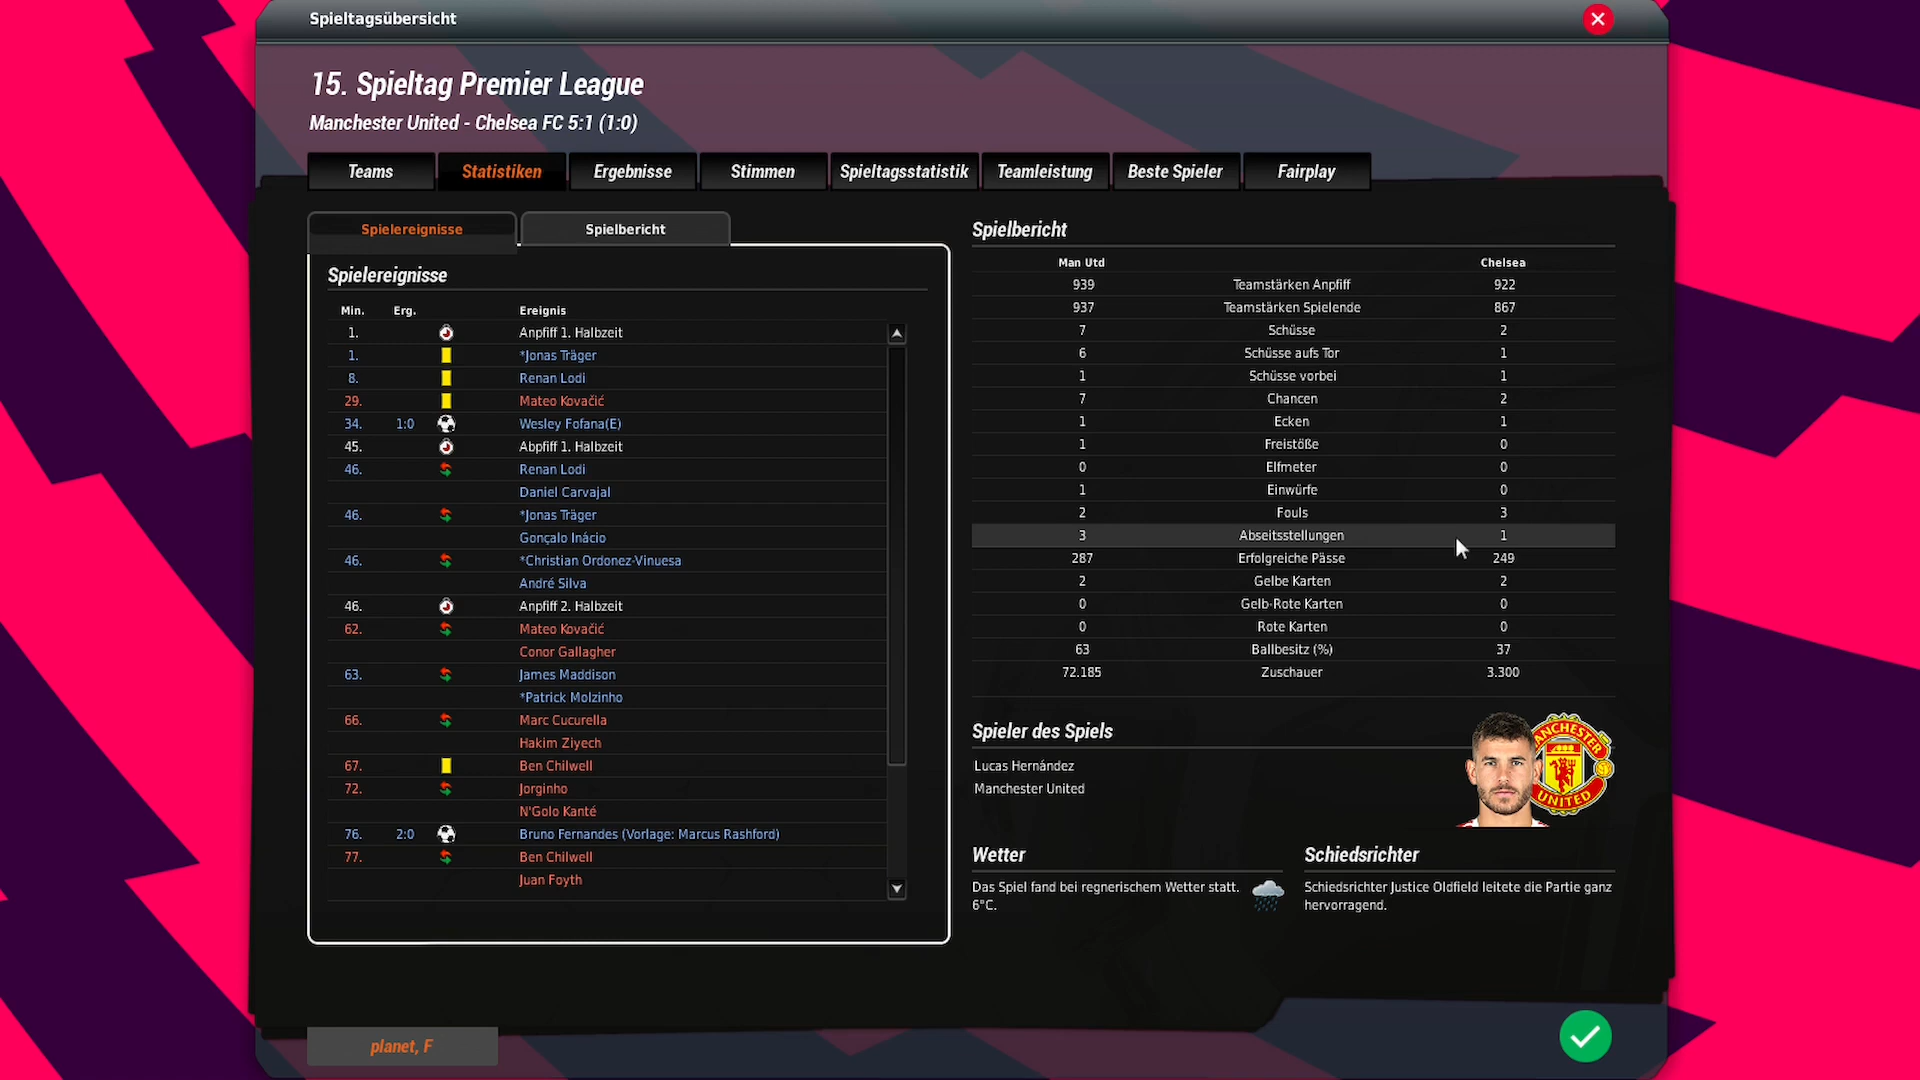 Spieltagsübersicht
15. Spieltag Premier League
Manchester United - Chelsea FC 5:1 (1:0)
Teams Statistiken Ergebnisse Stimmen Spieltagsstatistik Teamleistung Beste Spieler Fairplay
Spielereignisse Spielbericht
Spielereignisse
Min. Erg. Ereignis
1. Anpfiff 1. Halbzeit
1. *Jonas Träger
8. Renan Lodi
29. Mateo Kovačić
34. 1:0 Wesley Fofana(E)
45. Abpfiff 1. Halbzeit
46. Renan Lodi
Daniel Carvajal
46. *Jonas Träger
Gonçalo Inácio
46. *Christian Ordonez-Vinuesa
André Silva
46. Anpfiff 2. Halbzeit
62. Mateo Kovačić
Conor Gallagher
63. James Maddison
*Patrick Molzinho
66. Marc Cucurella
Hakim Ziyech
67. Ben Chilwell
72. Jorginho
N'Golo Kanté
76. 2:0 Bruno Fernandes (Vorlage: Marcus Rashford)
77. Ben Chilwell
Juan Foyth
Spielbericht
Man Utd Chelsea
939 Teamstärken Anpfiff 922
937 Teamstärken Spielende 867
7 Schüsse 2
6 Schüsse aufs Tor 1
1 Schüsse vorbei 1
7 Chancen 2
1 Ecken 1
1 Freistöße 0
0 Elfmeter 0
1 Einwürfe 0
2 Fouls 3
3 Abseitsstellungen 1
287 Erfolgreiche Pässe 249
2 Gelbe Karten 2
0 Gelb-Rote Karten 0
0 Rote Karten 0
63 Ballbesitz (%) 37
72.185 Zuschauer 3.300
Spieler des Spiels
Lucas Hernández
Manchester United
MANCHESTER
UNITED
Wetter
Das Spiel fand bei regnerischem Wetter statt.
6°C.
Schiedsrichter
Schiedsrichter Justice Oldfield leitete die Partie ganz
hervorragend.
planet, F